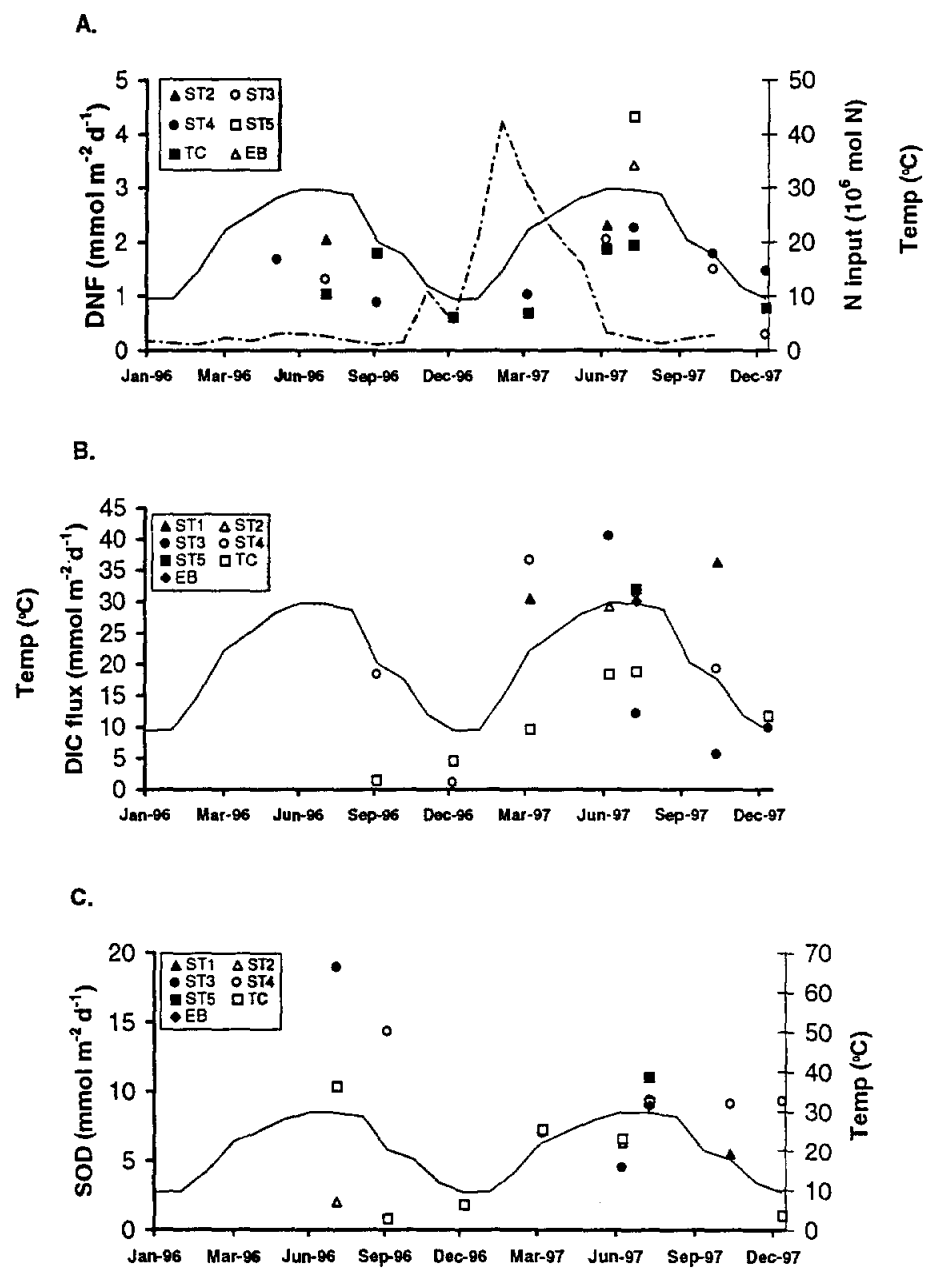 A.
5
4
3
2
1
0
DNF (mmol m⁻² d⁻¹)
ST2 ST3
ST4 ST5
TC EB
50
40
30
20
10
0
N input (10⁶ mol N)
Temp (ºC)
Jan-96 Mar-96 Jun-96 Sep-96 Dec-96 Mar-97 Jun-97 Sep-97 Dec-97
B.
45
40
35
30
25
20
15
10
5
0
Temp (ºC)
DIC flux (mmol m⁻²·d⁻¹)
ST1 ST2
ST3 ST4
ST5 TC
EB
Jan-96 Mar-96 Jun-96 Sep-96 Dec-96 Mar-97 Jun-97 Sep-97 Dec-97
C.
20
15
10
5
0
SOD (mmol m⁻² d⁻¹)
ST1 ST2
ST3 ST4
ST5 TC
EB
70
60
50
40
30
20
10
0
Temp (ºC)
Jan-96 Mar-96 Jun-96 Sep-96 Dec-96 Mar-97 Jun-97 Sep-97 Dec-97